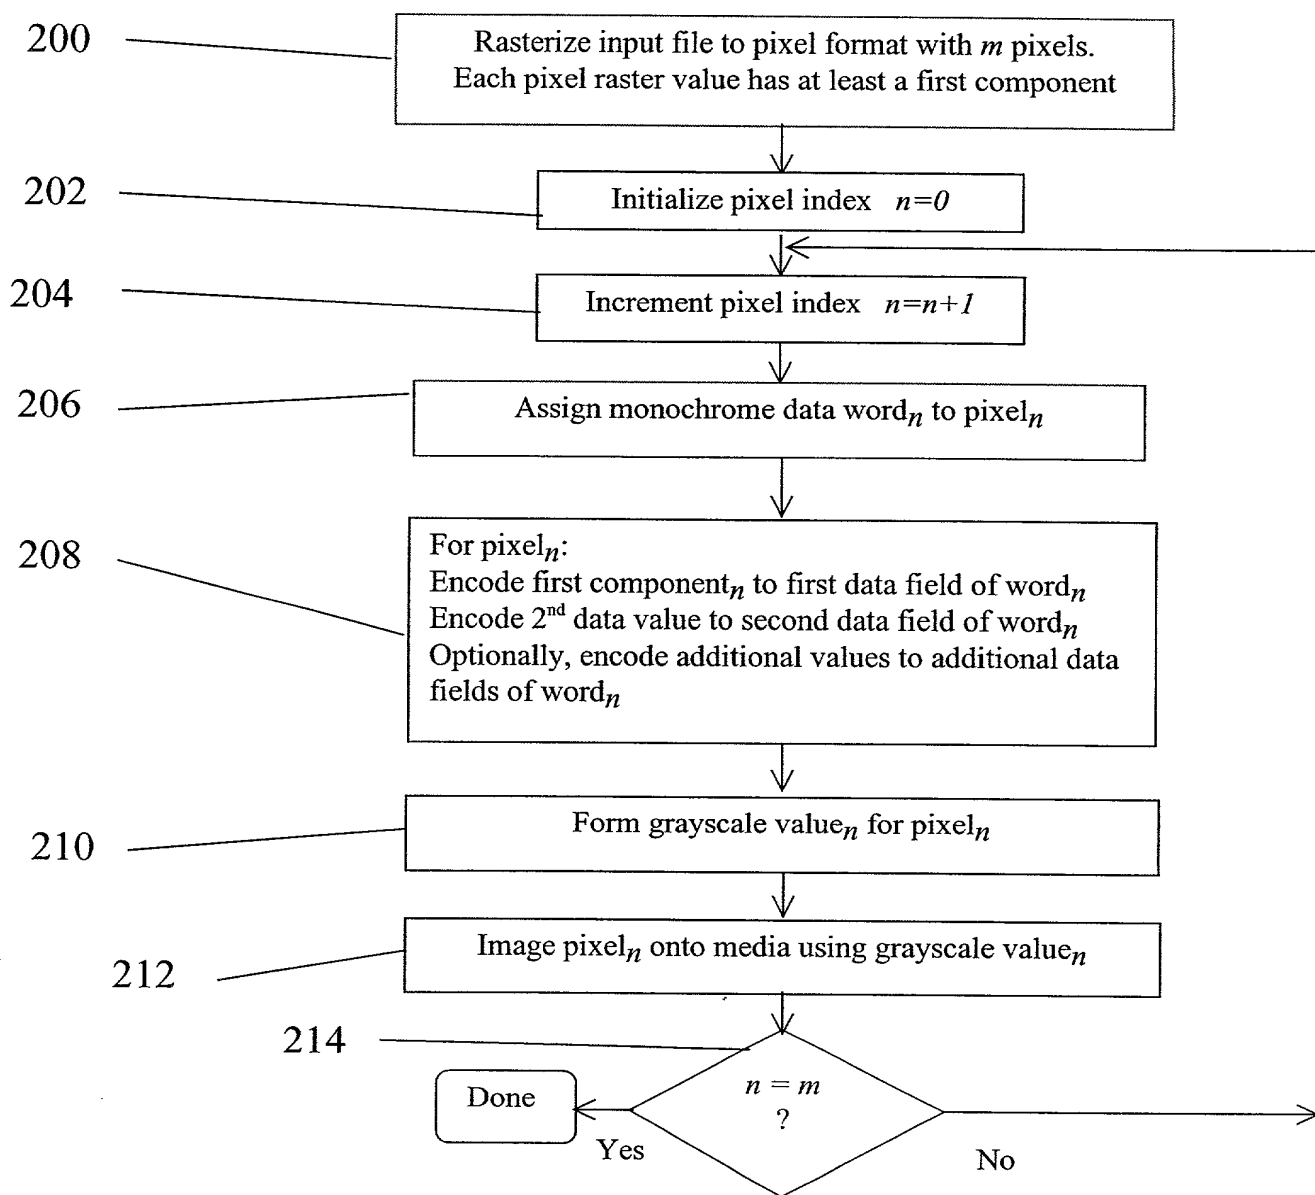 200
Rasterize input file to pixel format with m pixels.
Each pixel raster value has at least a first component
202
Initialize pixel index n=0
204
Increment pixel index n=n+1
206
Assign monochrome data wordn to pixeln
208
For pixeln:
Encode first componentn to first data field of wordn
Encode 2nd data value to second data field of wordn
Optionally, encode additional values to additional data
fields of wordn
210
Form grayscale valuen for pixeln
212
Image pixeln onto media using grayscale valuen
214
n = m
?
Done
Yes
No